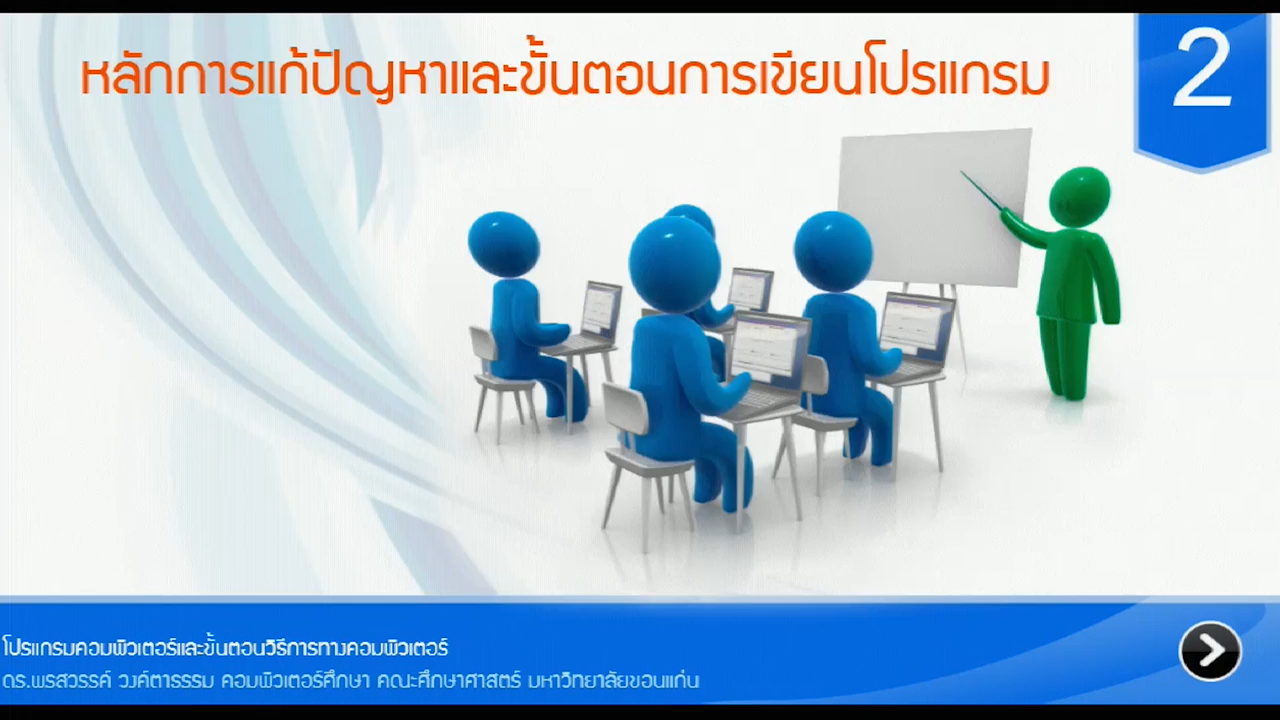 หลักการแก้ปัญหาและขั้นตอนการเขียนโปรแกรม
2
โปรแกรมคอมพิวเตอร์และขั้นตอนวิธีการทางคอมพิวเตอร์
ดร.พรสวรรค์ วงค์ตาธรรม คอมพิวเตอร์ศึกษา คณะศึกษาศาสตร์ มหาวิทยาลัยขอนแก่น